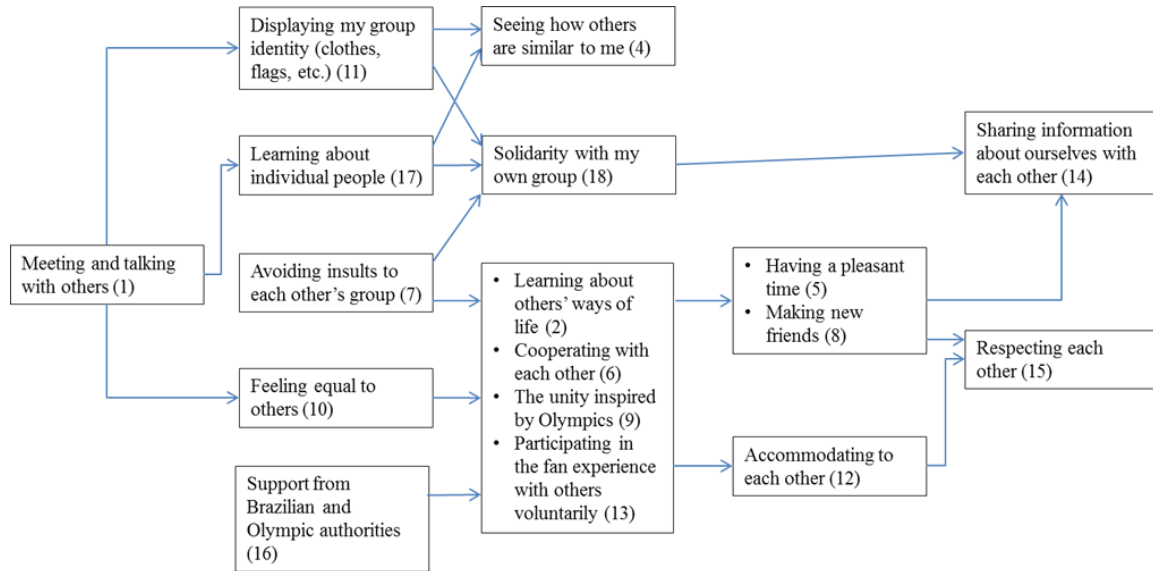 Displaying my group
identity (clothes,
flags, etc.) (11)
Seeing how others
are similar to me (4)
Learning about
individual people (17)
Solidarity with my
own group (18)
Sharing information
about ourselves with
each other (14)
Meeting and talking
with others (1)
Avoiding insults to
each other's group (7)
• Learning about
others' ways of
life (2)
• Cooperating with
each other (6)
• The unity inspired
by Olympics (9)
• Participating in
the fan experience
with others
voluntarily (13)
• Having a pleasant
time (5)
• Making new
friends (8)
Respecting each
other (15)
Feeling equal to
others (10)
Accommodating to
each other (12)
Support from
Brazilian and
Olympic authorities
(16)